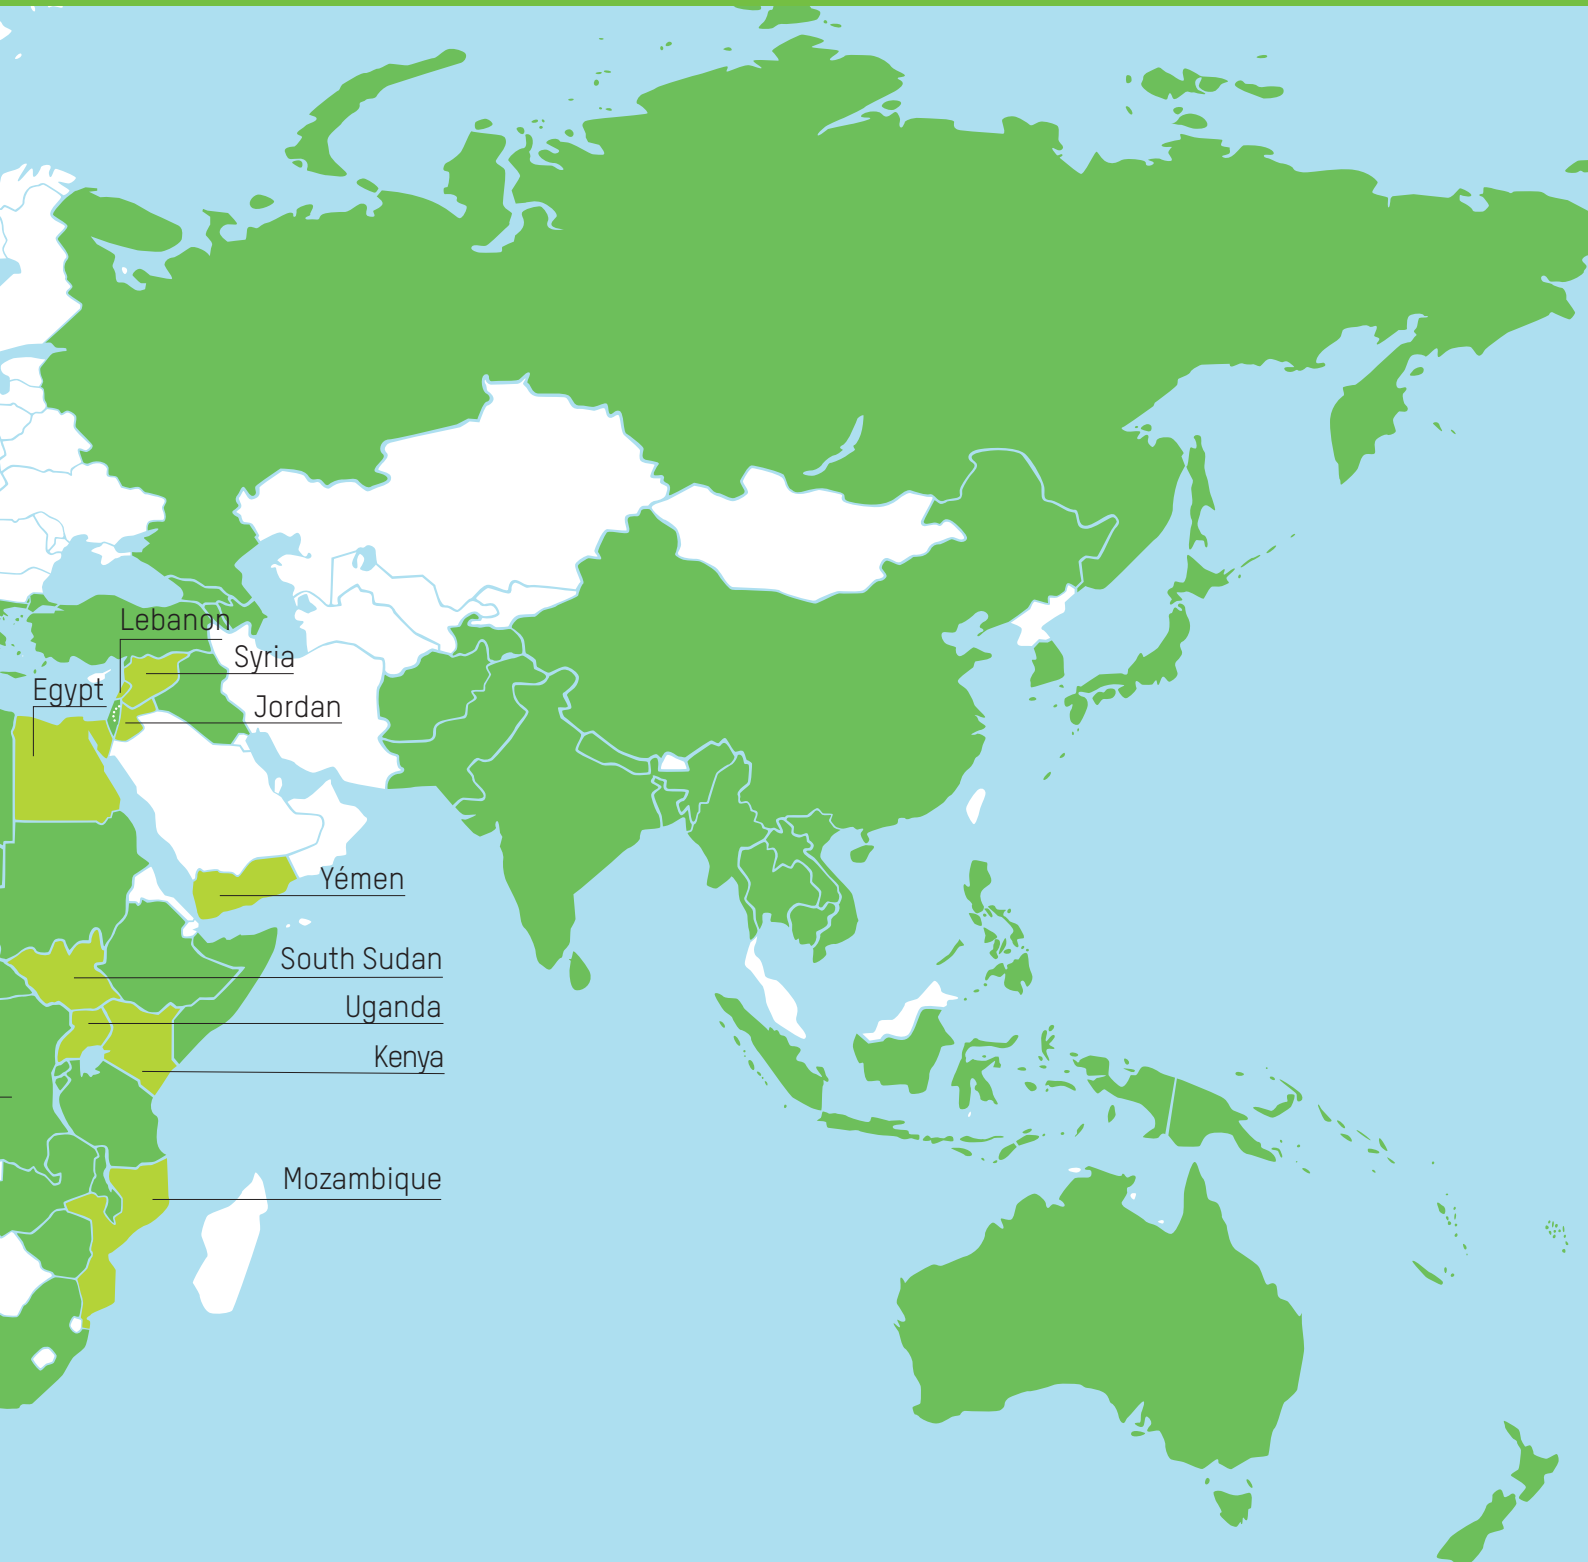 Lebanon
Syria
Egypt
Jordan
Yémen
South Sudan
Uganda
Kenya
Mozambique